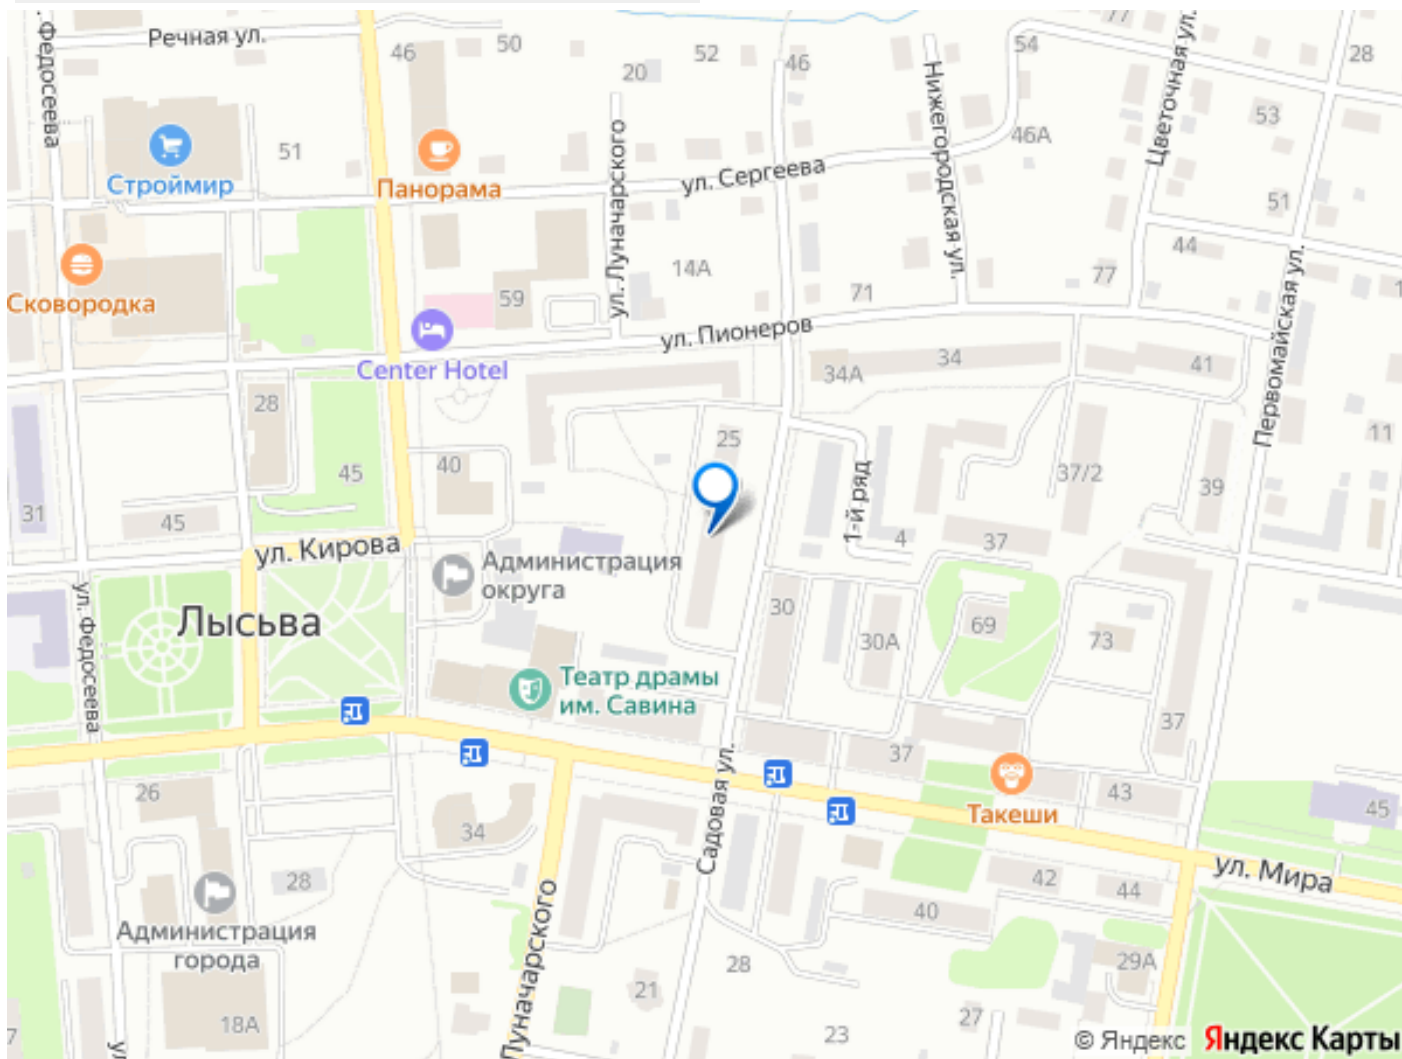 Речная ул.
46
50
52
20
46
54
77
28
ул. Федосеева
Цветочная ул.
Нижегородская ул.
ул. Луначарского
51
Строймир
Панорама
ул. Сергеева
46А
53
51
44
14А
77
Сковородка
59
71
Center Hotel
ул. Пионеров
Первомайская ул.
34А
34
41
28
25
11
45
40
37/2
39
31
45
1-й ряд
4
37
ул. Кирова
Администрация
округа
ул. Федосеева
Лысьва
30
30А
69
73
Театр драмы
им. Савина
37
37
Садовая ул.
26
34
Такеши
43
45
ул. Мира
28
42
44
40
Администрация
города
Луначарского
28
29А
21
18А
23
27
© Яндекс Яндекс Карты